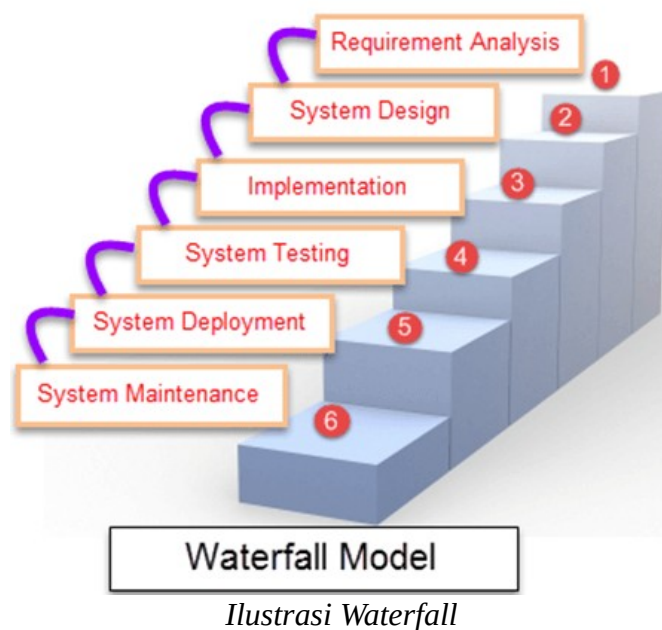 Requirement Analysis
1
System Design
2
Implementation
3
System Testing
4
System Deployment
5
System Maintenance
6
Waterfall Model
Ilustrasi Waterfall